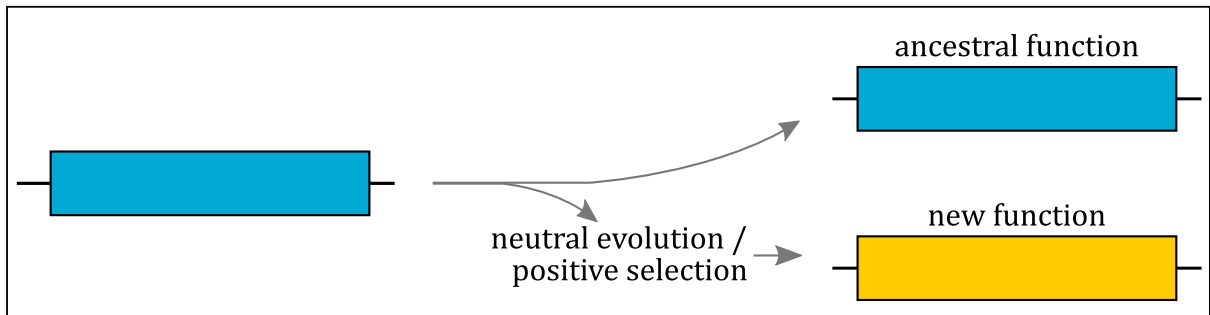 ancestral function
new function
neutral evolution /
positive selection